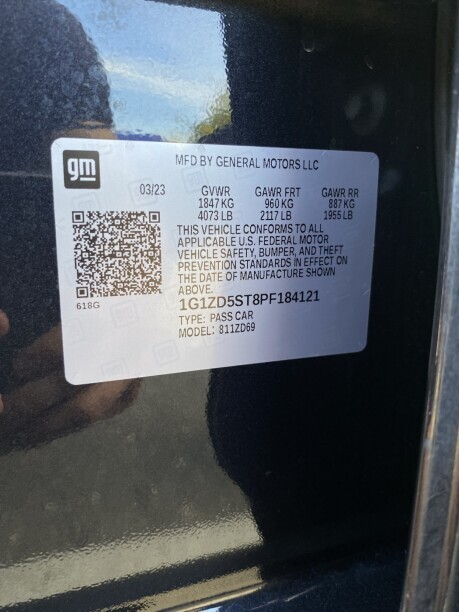 gm
MFD BY GENERAL MOTORS LLC
03/23 GVWR GAWR FRT GAWR RR
1847 KG 960 KG 887 KG
4073 LB 2117 LB 1955 LB
THIS VEHICLE CONFORMS TO ALL
APPLICABLE U.S. FEDERAL MOTOR
VEHICLE SAFETY, BUMPER, AND THEFT
PREVENTION STANDARDS IN EFFECT ON
THE DATE OF MANUFACTURE SHOWN
ABOVE.
618G
1G1ZD5ST8PF184121
TYPE: PASS CAR
MODEL: 811ZD69